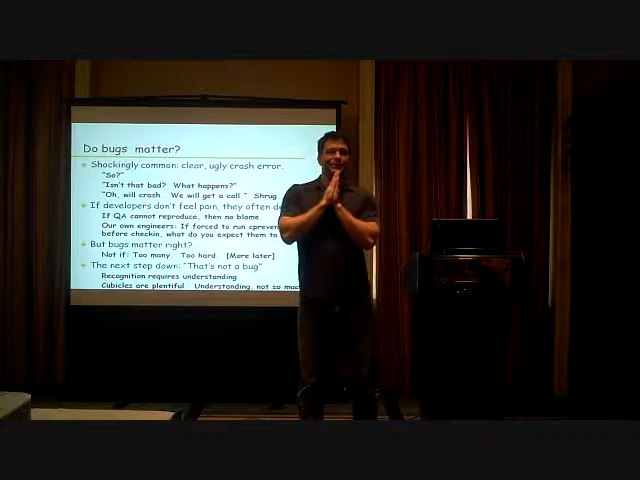 Do bugs matter?
Shockingly common: clear, ugly crash error.
"So?"
"Isn't that bad? What happens?"
"Oh, will crash. We will get a call." Shrug
If developers don't feel pain, they often
If QA cannot reproduce, then no blame.
Our own engineers: If forced to run
before checkin, what do you expect them to
But bugs matter right?
Not if: Too many. Too hard. [More later]
The next step down: "That's not a bug"
Recognition requires understanding.
Cubicles are plentiful. Understanding, not so much